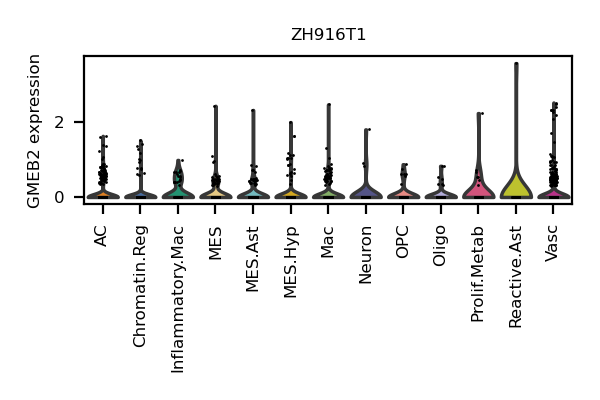 ZH916T1
GMEB2 expression
2
0
AC
Chromatin.Reg
Inflammatory.Mac
MES
MES.Ast
MES.Hyp
Mac
Neuron
OPC
Oligo
Prolif.Metab
Reactive.Ast
Vasc